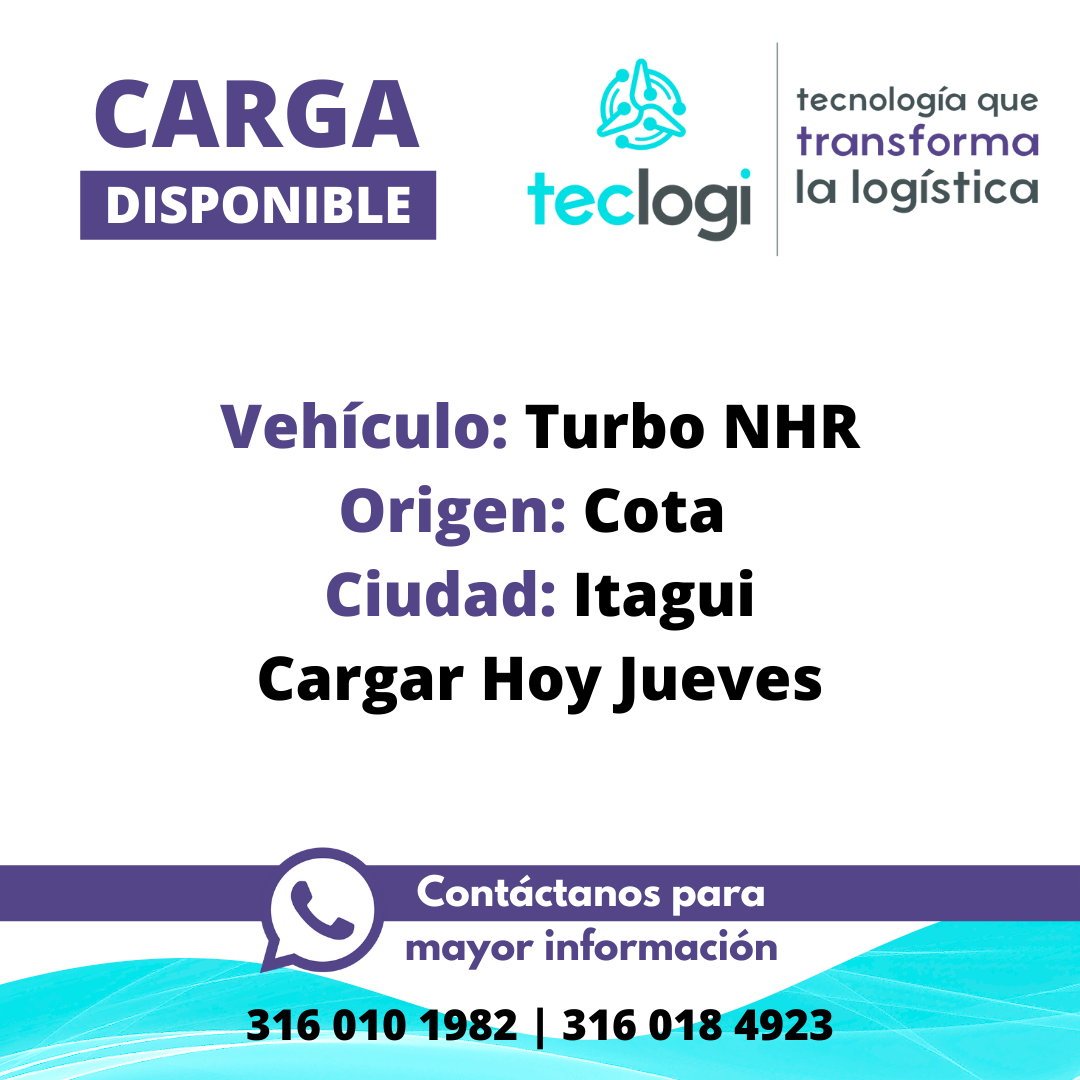 CARGA
DISPONIBLE
teclogi
tecnología que
transforma
la logística
Vehículo: Turbo NHR
Origen: Cota
Ciudad: Itagui
Cargar Hoy Jueves
Contáctanos para
mayor información
316 010 1982 | 316 018 4923